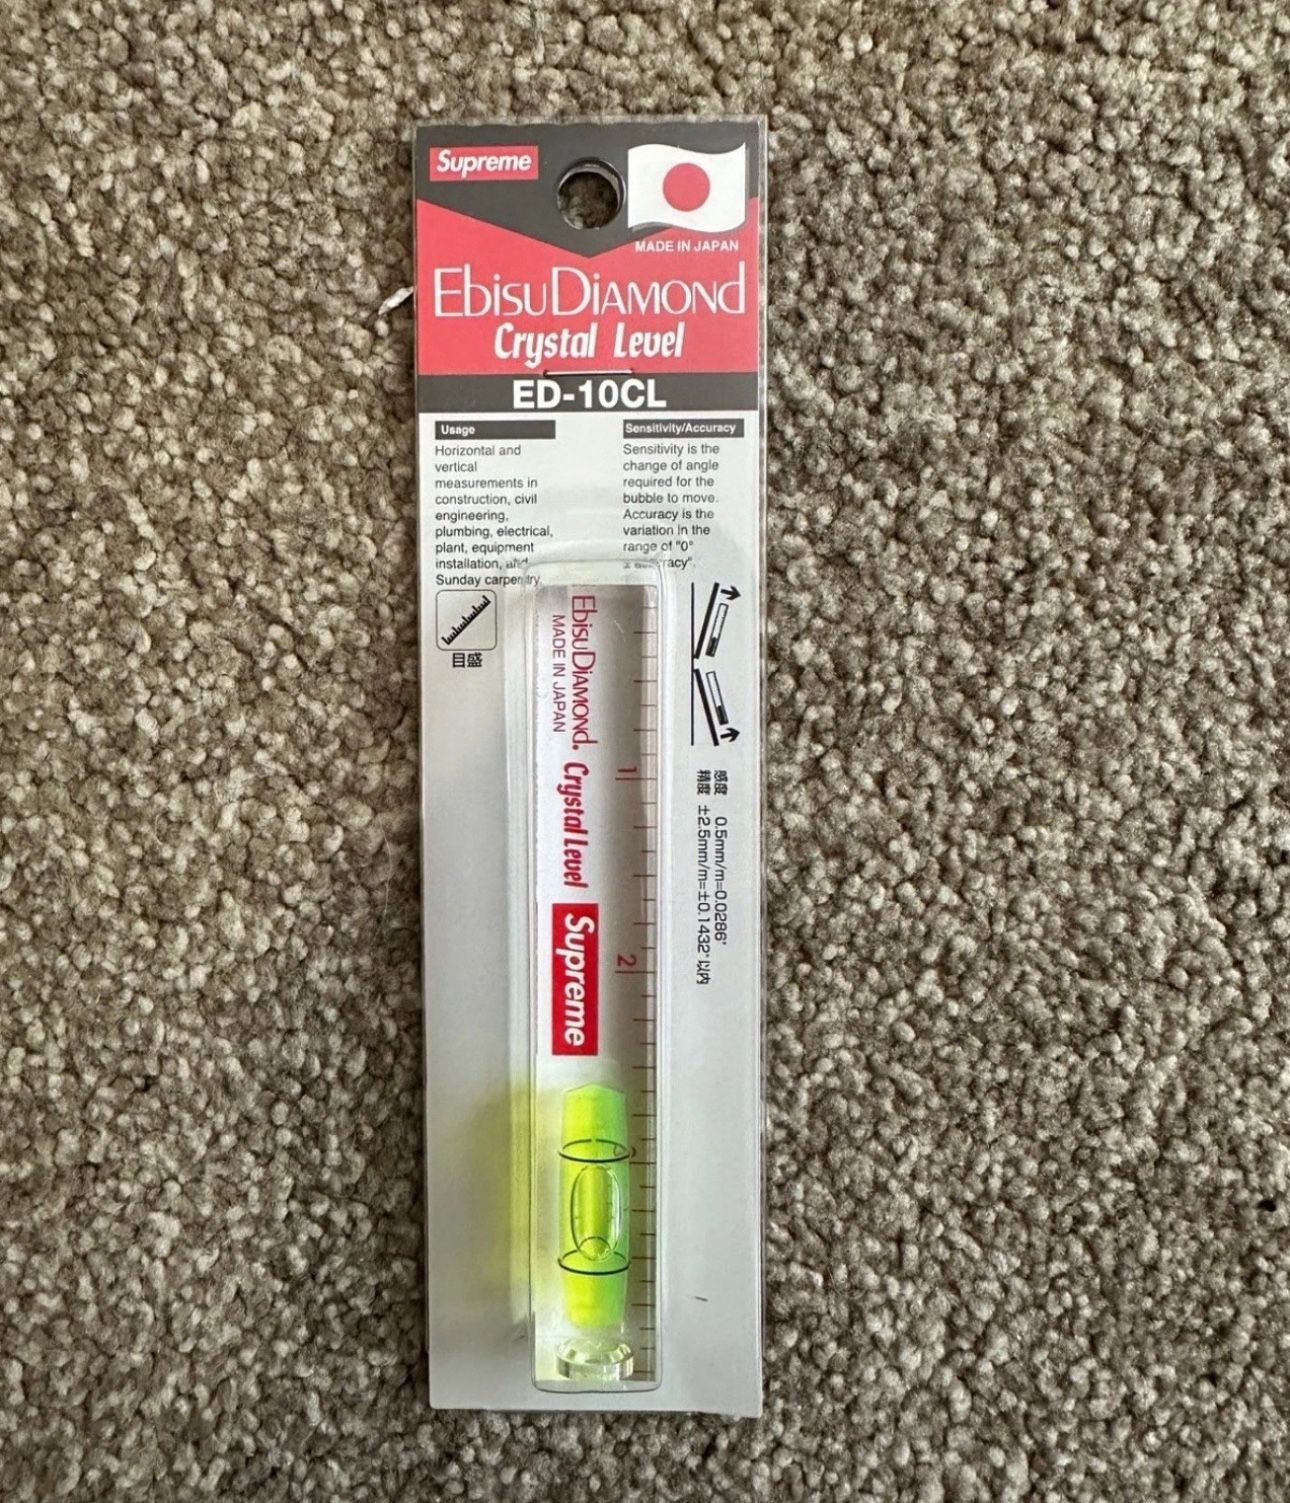 Supreme
MADE IN JAPAN
EbisuDIAMOND
Crystal Level
ED-10CL
Usage
Horizontal and
vertical
measurements in
construction, civil
engineering,
plumbing, electrical,
plant, equipment
installation, and
Sunday carpentry.
Sensitivity/Accuracy
Sensitivity is the
change of angle
required for the
bubble to move.
Accuracy is the
variation in the
range of "0°
± accuracy".
目盛
EbisuDIAMOND. Crystal Level Supreme
MADE IN JAPAN
1
2
感度 0.5mm/m=0.0286°
精度 ±2.5mm/m=±0.1432°以内